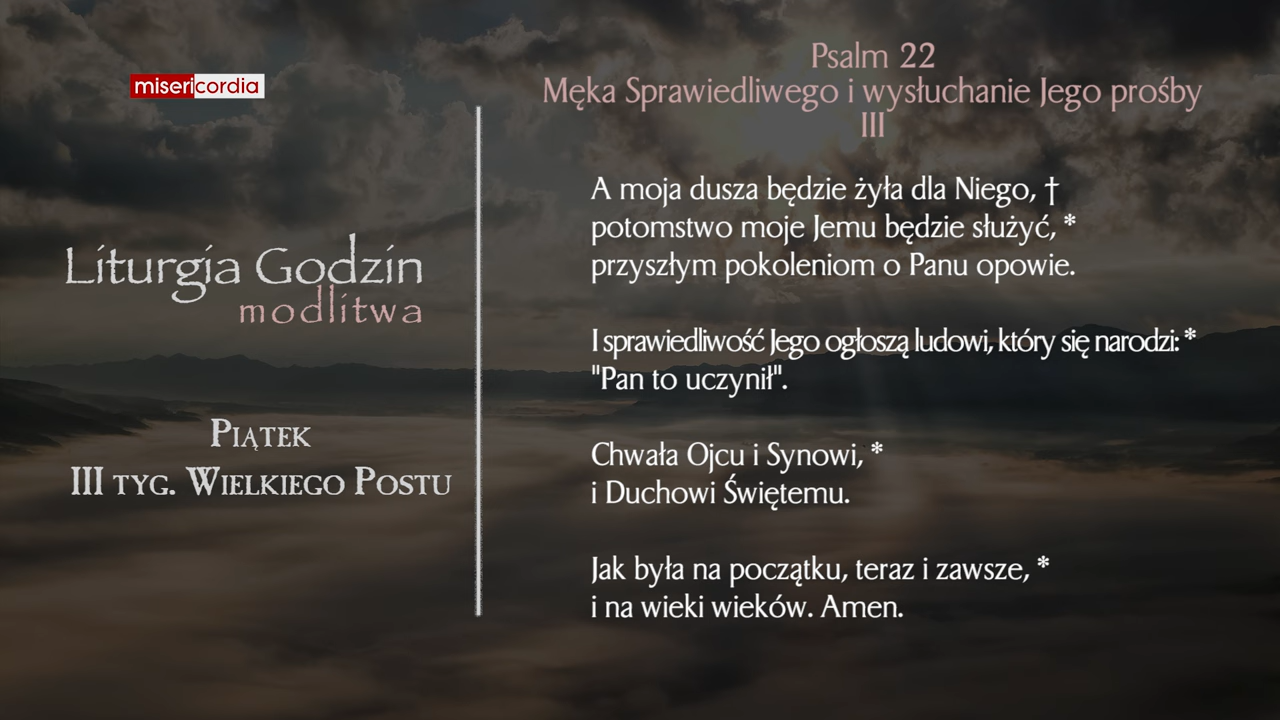 misericordia
Liturgia Godzin
modlitwa
Piątek
III tyg. Wielkiego Postu
Psalm 22
Męka Sprawiedliwego i wysłuchanie Jego prośby
III
A moja dusza będzie żyła dla Niego, †
potomstwo moje Jemu będzie służyć, *
przyszłym pokoleniom o Panu opowie.
I sprawiedliwość Jego ogłoszą ludowi, który się narodzi: *
"Pan to uczynił".
Chwała Ojcu i Synowi, *
i Duchowi Świętemu.
Jak była na początku, teraz i zawsze, *
i na wieki wieków. Amen.